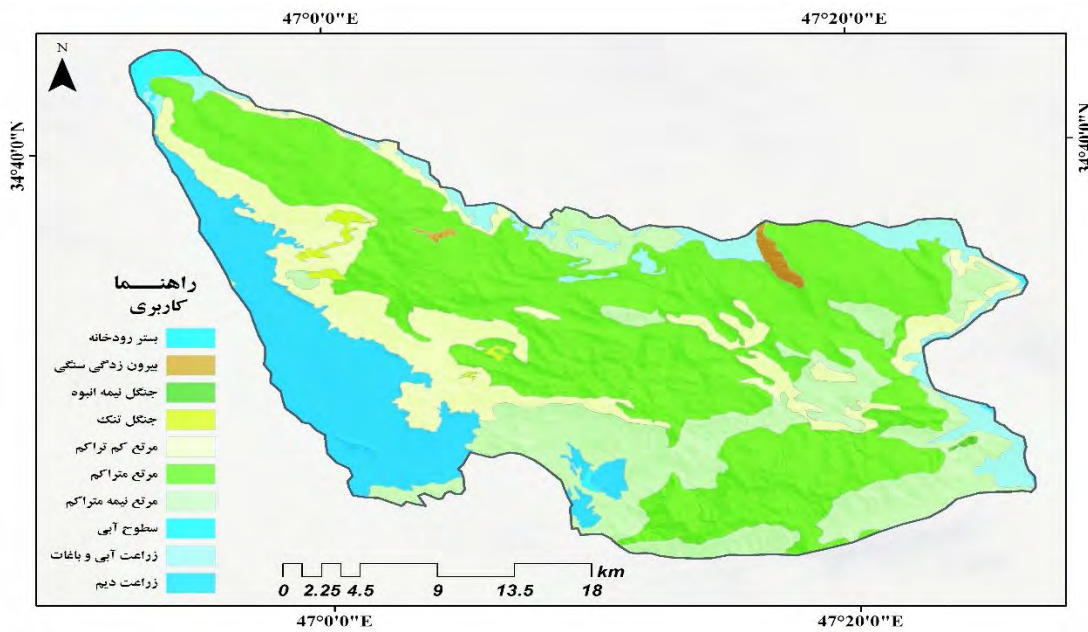 47°0'0"E 47°20'0"E
N
34°40'0"N 34°40'0"N
راهنما
کاربری
بستر رودخانه
بیرون زدگی سنگی
جنگل نیمه انبوه
جنگل تنک
مرتع کم تراکم
مرتع متراکم
مرتع نیمه متراکم
سطوح آبی
زراعت آبی و باغات
زراعت دیم
km
0 2.25 4.5 9 13.5 18
47°0'0"E 47°20'0"E